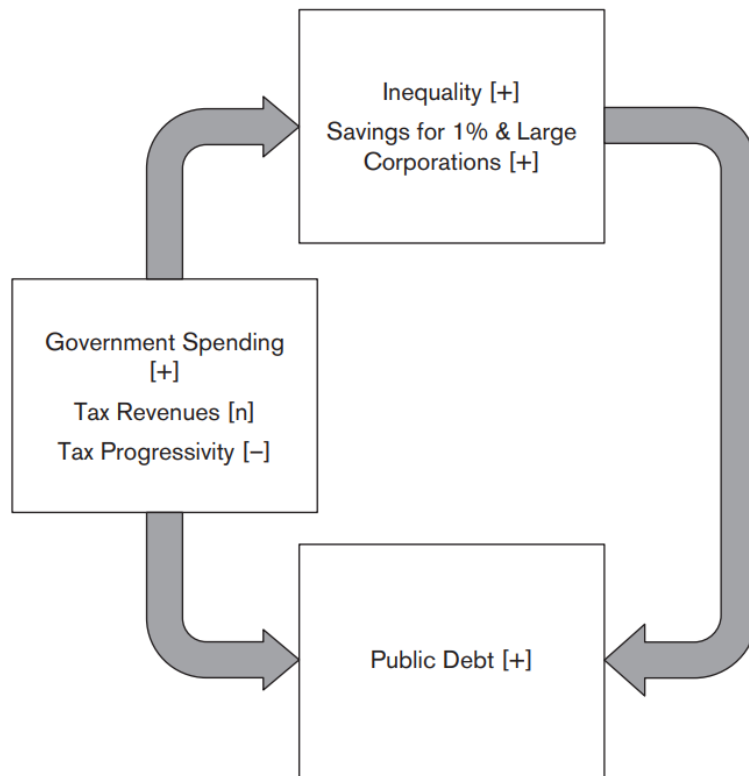 Inequality [+]
Savings for 1% & Large
Corporations [+]
Government Spending
[+]
Tax Revenues [n]
Tax Progressivity [–]
Public Debt [+]